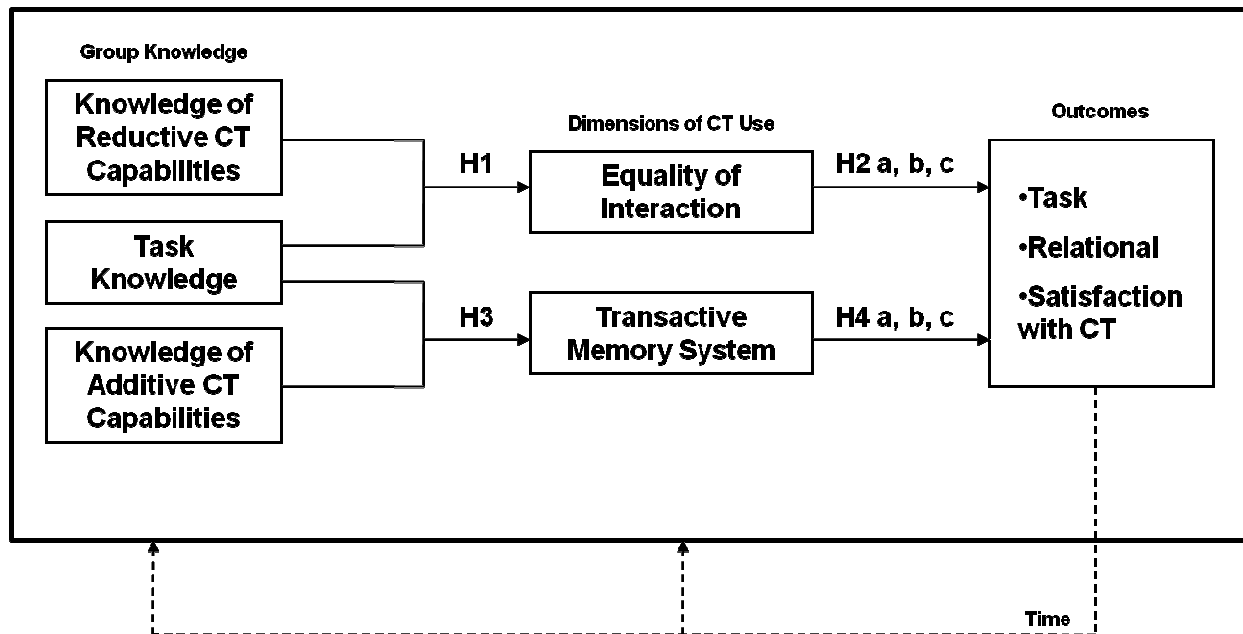 Group Knowledge
Knowledge of
Reductive CT
Capabilities
Task
Knowledge
Knowledge of
Additive CT
Capabilities
H1
H3
Dimensions of CT Use
Equality of
Interaction
Transactive
Memory System
H2 a, b, c
H4 a, b, c
Outcomes
•Task
•Relational
•Satisfaction
with CT
Time